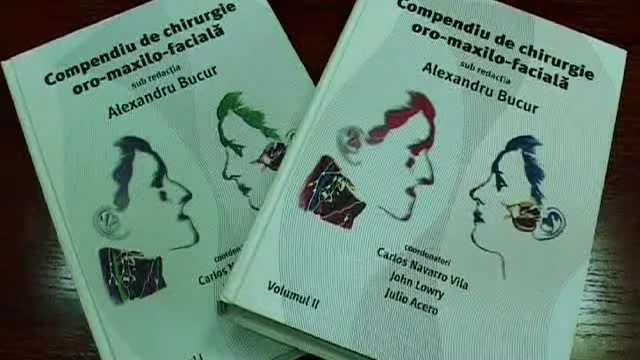 Compendiu de chirurgie
oro-maxilo-facială
sub redacția
Alexandru Bucur
Compendiu de chirurgie
oro-maxilo-facială
sub redacția
Alexandru Bucur
coordonatori
Carlos Navarro Vila
John Lowry
Julio Acero
Volumul II
coordonatori
Carlos